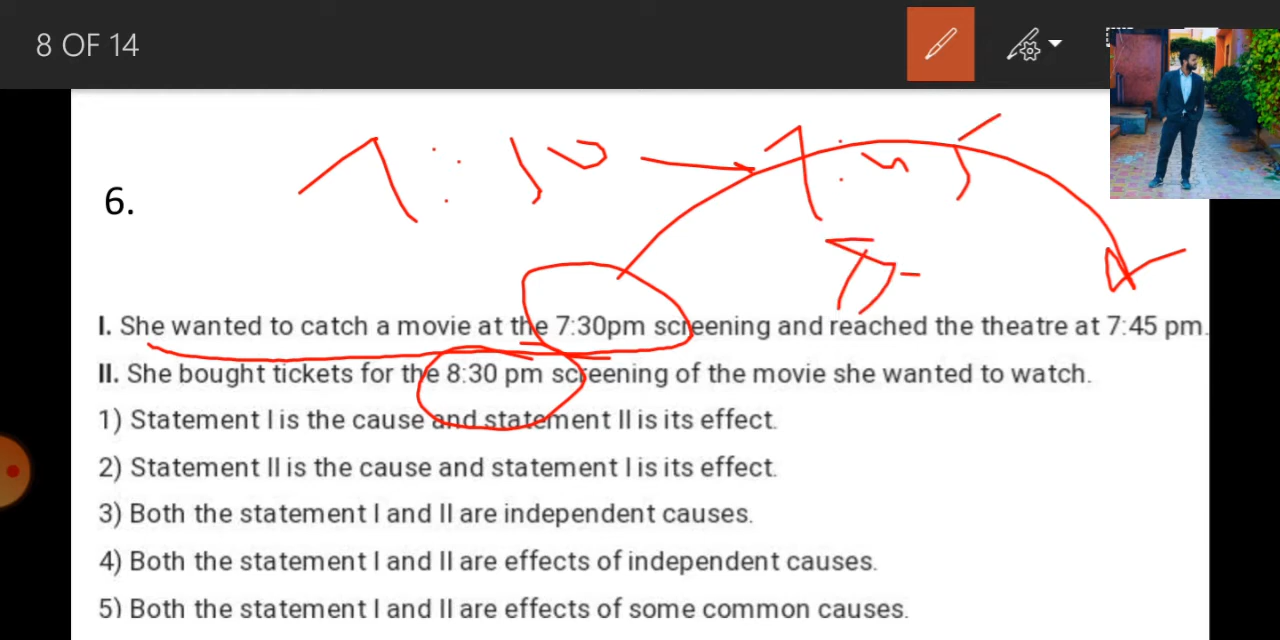 8 OF 14
7:30 → 7:45
6.
I. She wanted to catch a movie at the 7:30pm screening and reached the theatre at 7:45 pm.
II. She bought tickets for the 8:30 pm screening of the movie she wanted to watch.
1) Statement I is the cause and statement II is its effect.
2) Statement II is the cause and statement I is its effect.
3) Both the statement I and II are independent causes.
4) Both the statement I and II are effects of independent causes.
5) Both the statement I and II are effects of some common causes.